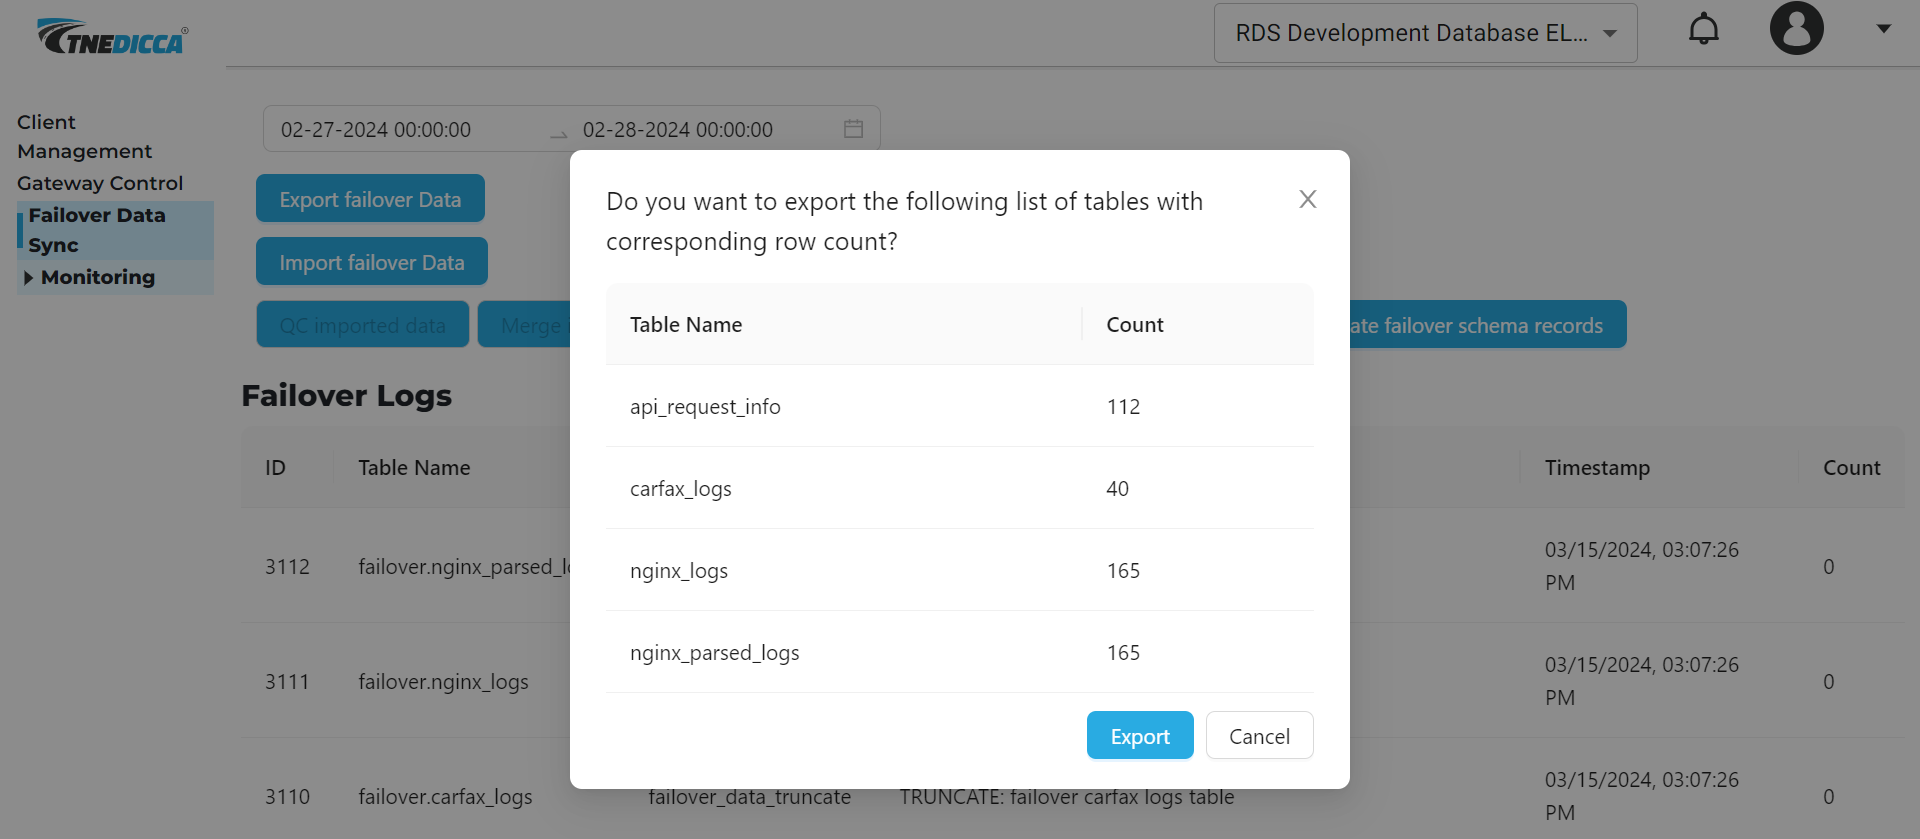 TNEDICCA®
RDS Development Database EL...
Client
Management
Gateway Control
Failover Data
Sync
Monitoring
02-27-2024 00:00:00
02-28-2024 00:00:00
Export failover Data
Import failover Data
QC imported data
Merge
ate failover schema records
Do you want to export the following list of tables with
corresponding row count?
Table Name Count
api_request_info 112
carfax_logs 40
nginx_logs 165
nginx_parsed_logs 165
Export Cancel
Failover Logs
ID Table Name Timestamp Count
3112 failover.nginx_parsed_l 03/15/2024, 03:07:26 0
PM
3111 failover.nginx_logs 03/15/2024, 03:07:26 0
PM
3110 failover.carfax_logs failover_data_truncate TRUNCATE: failover carfax logs table 03/15/2024, 03:07:26 0
PM